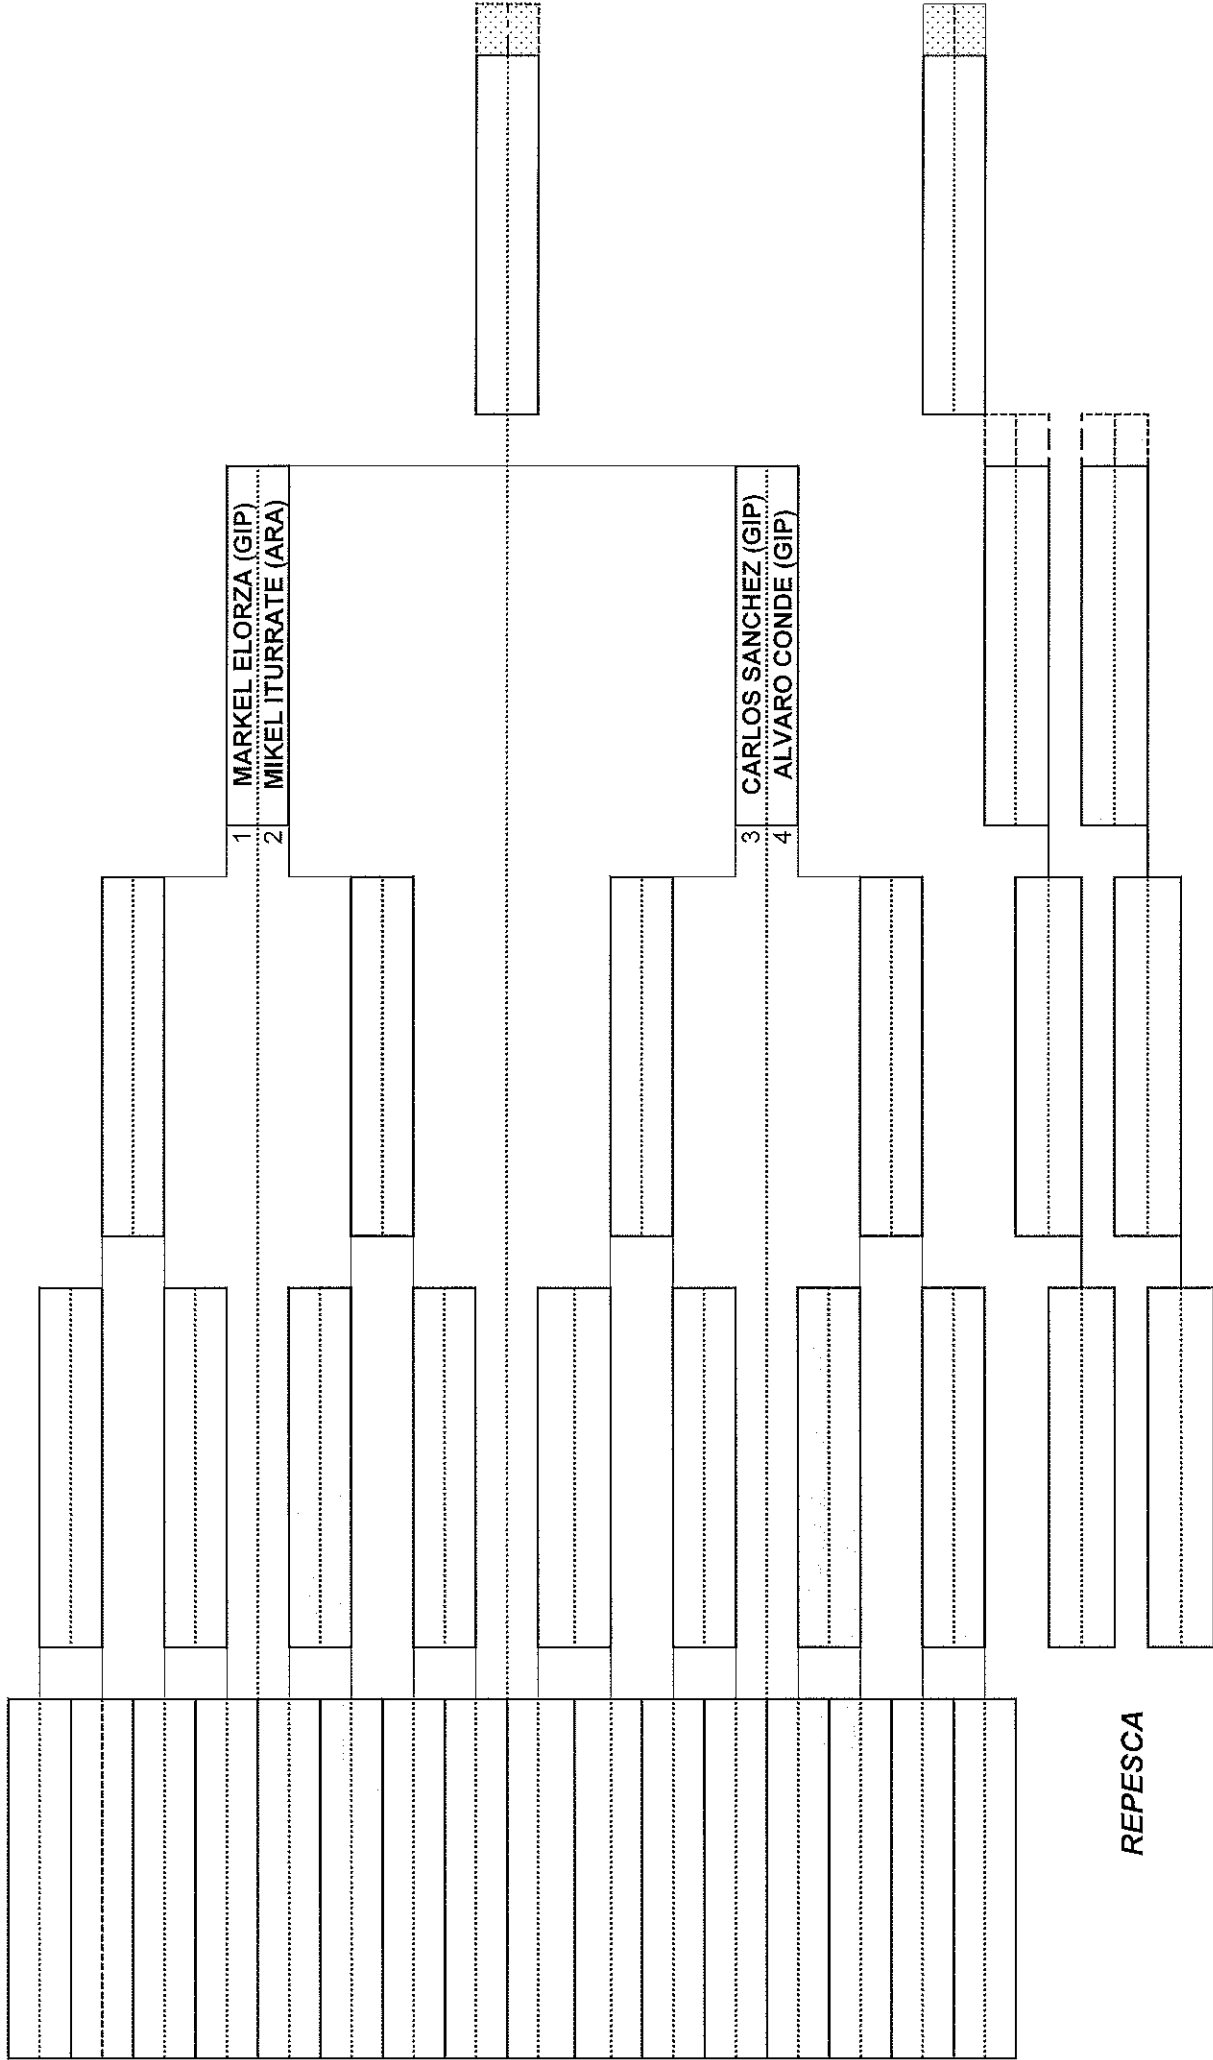 1 MARKEL ELORZA (GIP)
2 MIKEL ITURRATE (ARA)
3 CARLOS SANCHEZ (GIP)
4 ALVARO CONDE (GIP)
REPESCA